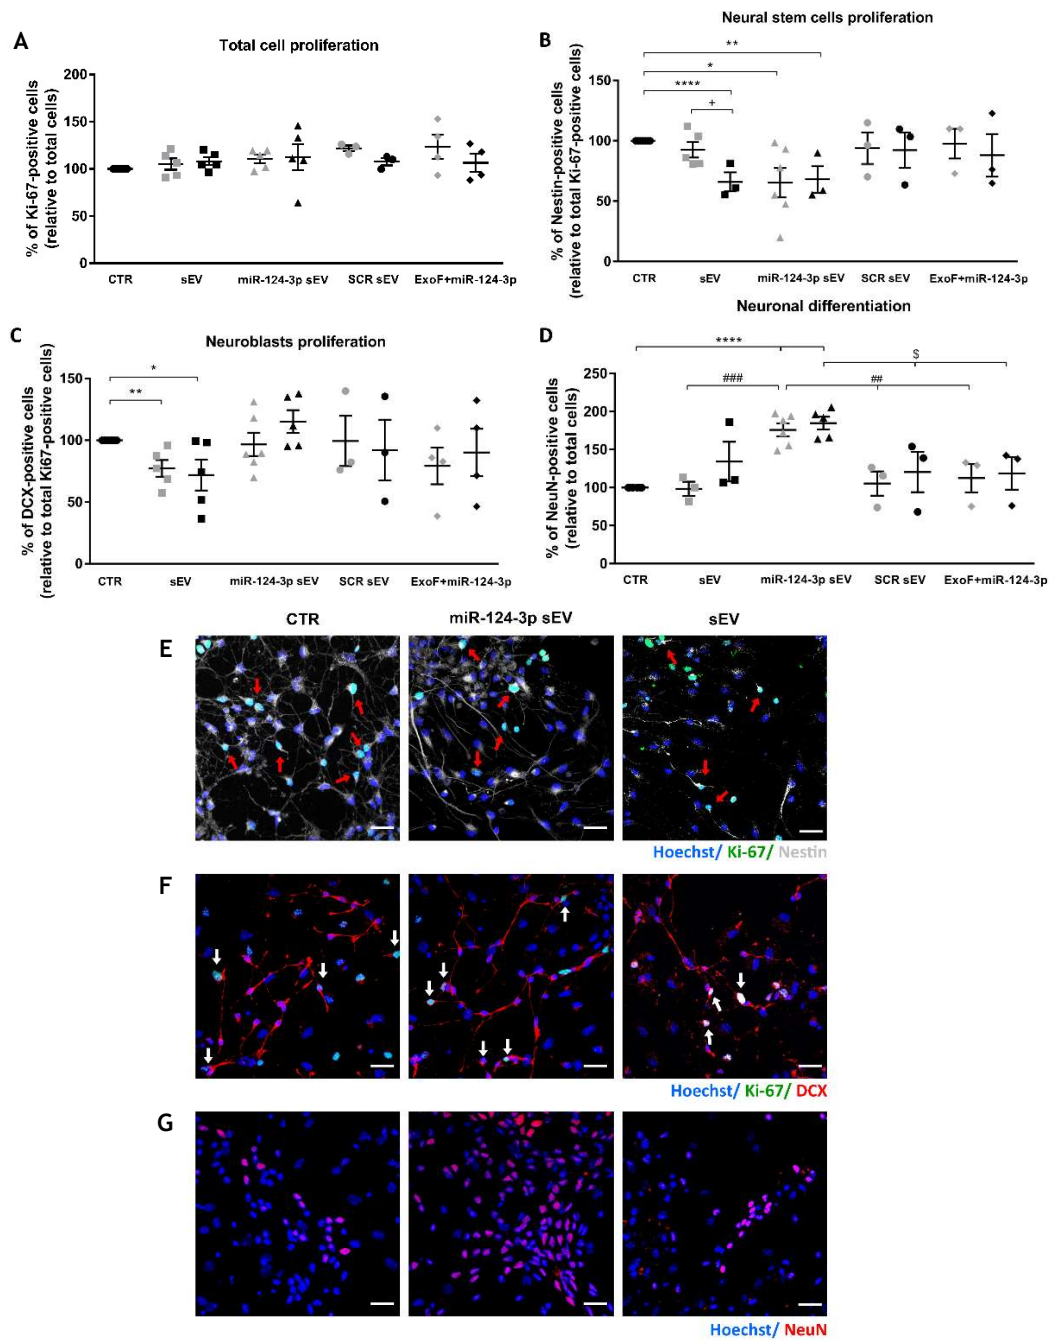 A
Total cell proliferation
% of Ki-67-positive cells
(relative to total cells)
200
150
100
50
0
CTR sEV miR-124-3p sEV SCR sEV ExoF+miR-124-3p
B
Neural stem cells proliferation
% of Nestin-positive cells
(relative to total Ki-67-positive cells)
150
100
50
0
**
*
****
+
CTR sEV miR-124-3p sEV SCR sEV ExoF+miR-124-3p
C
Neuroblasts proliferation
% of DCX-positive cells
(relative to total Ki67-positive cells)
150
100
50
0
*
**
CTR sEV miR-124-3p sEV SCR sEV ExoF+miR-124-3p
D
Neuronal differentiation
% of NeuN-positive cells
(relative to total cells)
250
200
150
100
50
0
****
$
###
##
CTR sEV miR-124-3p sEV SCR sEV ExoF+miR-124-3p
CTR miR-124-3p sEV sEV
E
Hoechst/ Ki-67/ Nestin
F
Hoechst/ Ki-67/ DCX
G
Hoechst/ NeuN